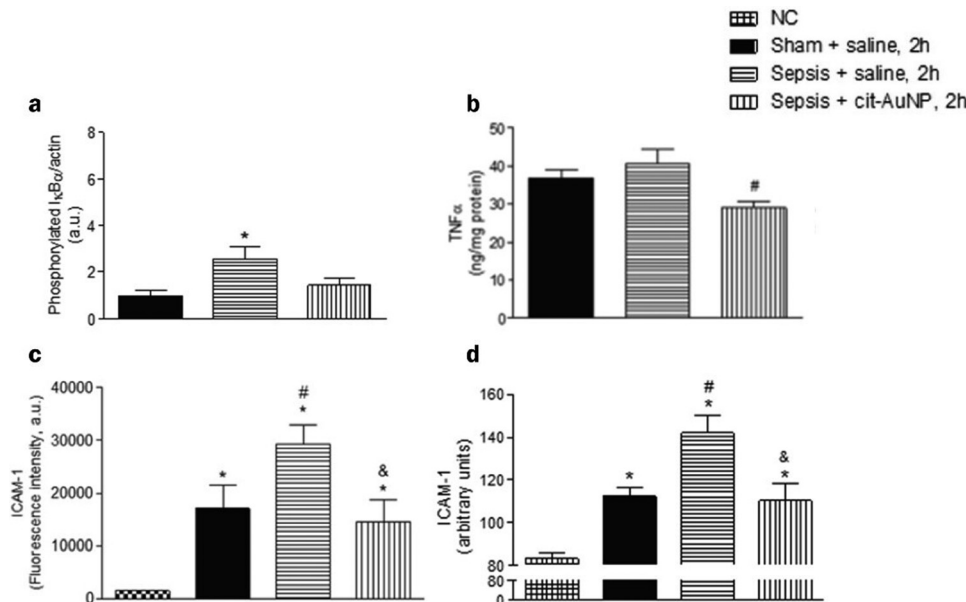 NC
Sham + saline, 2h
Sepsis + saline, 2h
Sepsis + cit-AuNP, 2h
a
Phosphorylated IκBα/actin
(a.u.)
8
6
4
2
0
*
b
TNFα
(ng/mg protein)
50
40
30
20
10
0
#
c
ICAM-1
(Fluorescence intensity, a.u.)
40000
30000
20000
10000
0
*
#
*
&
*
d
ICAM-1
(arbitrary units)
160
140
120
100
80
80
0
*
#
*
&
*